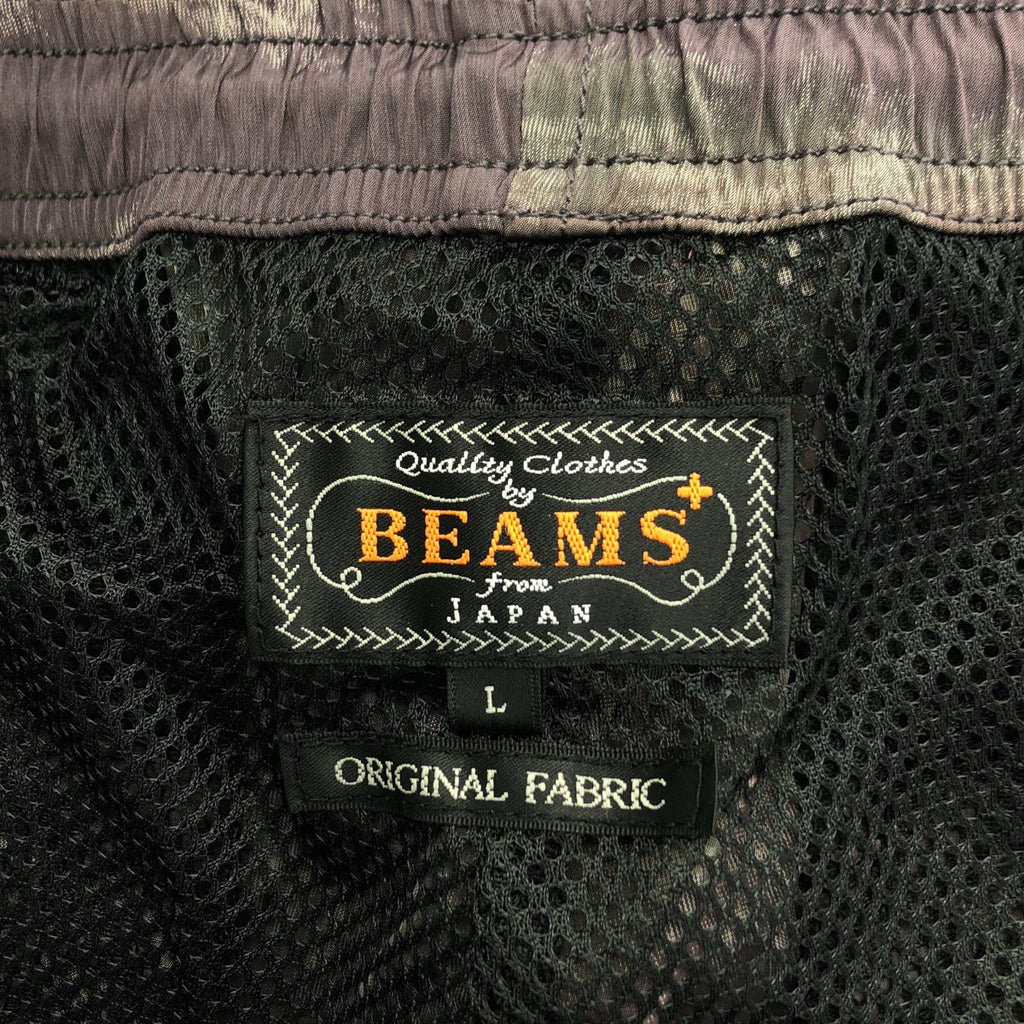 Quality Clothes
by
BEAMS+
from
JAPAN
L
ORIGINAL FABRIC